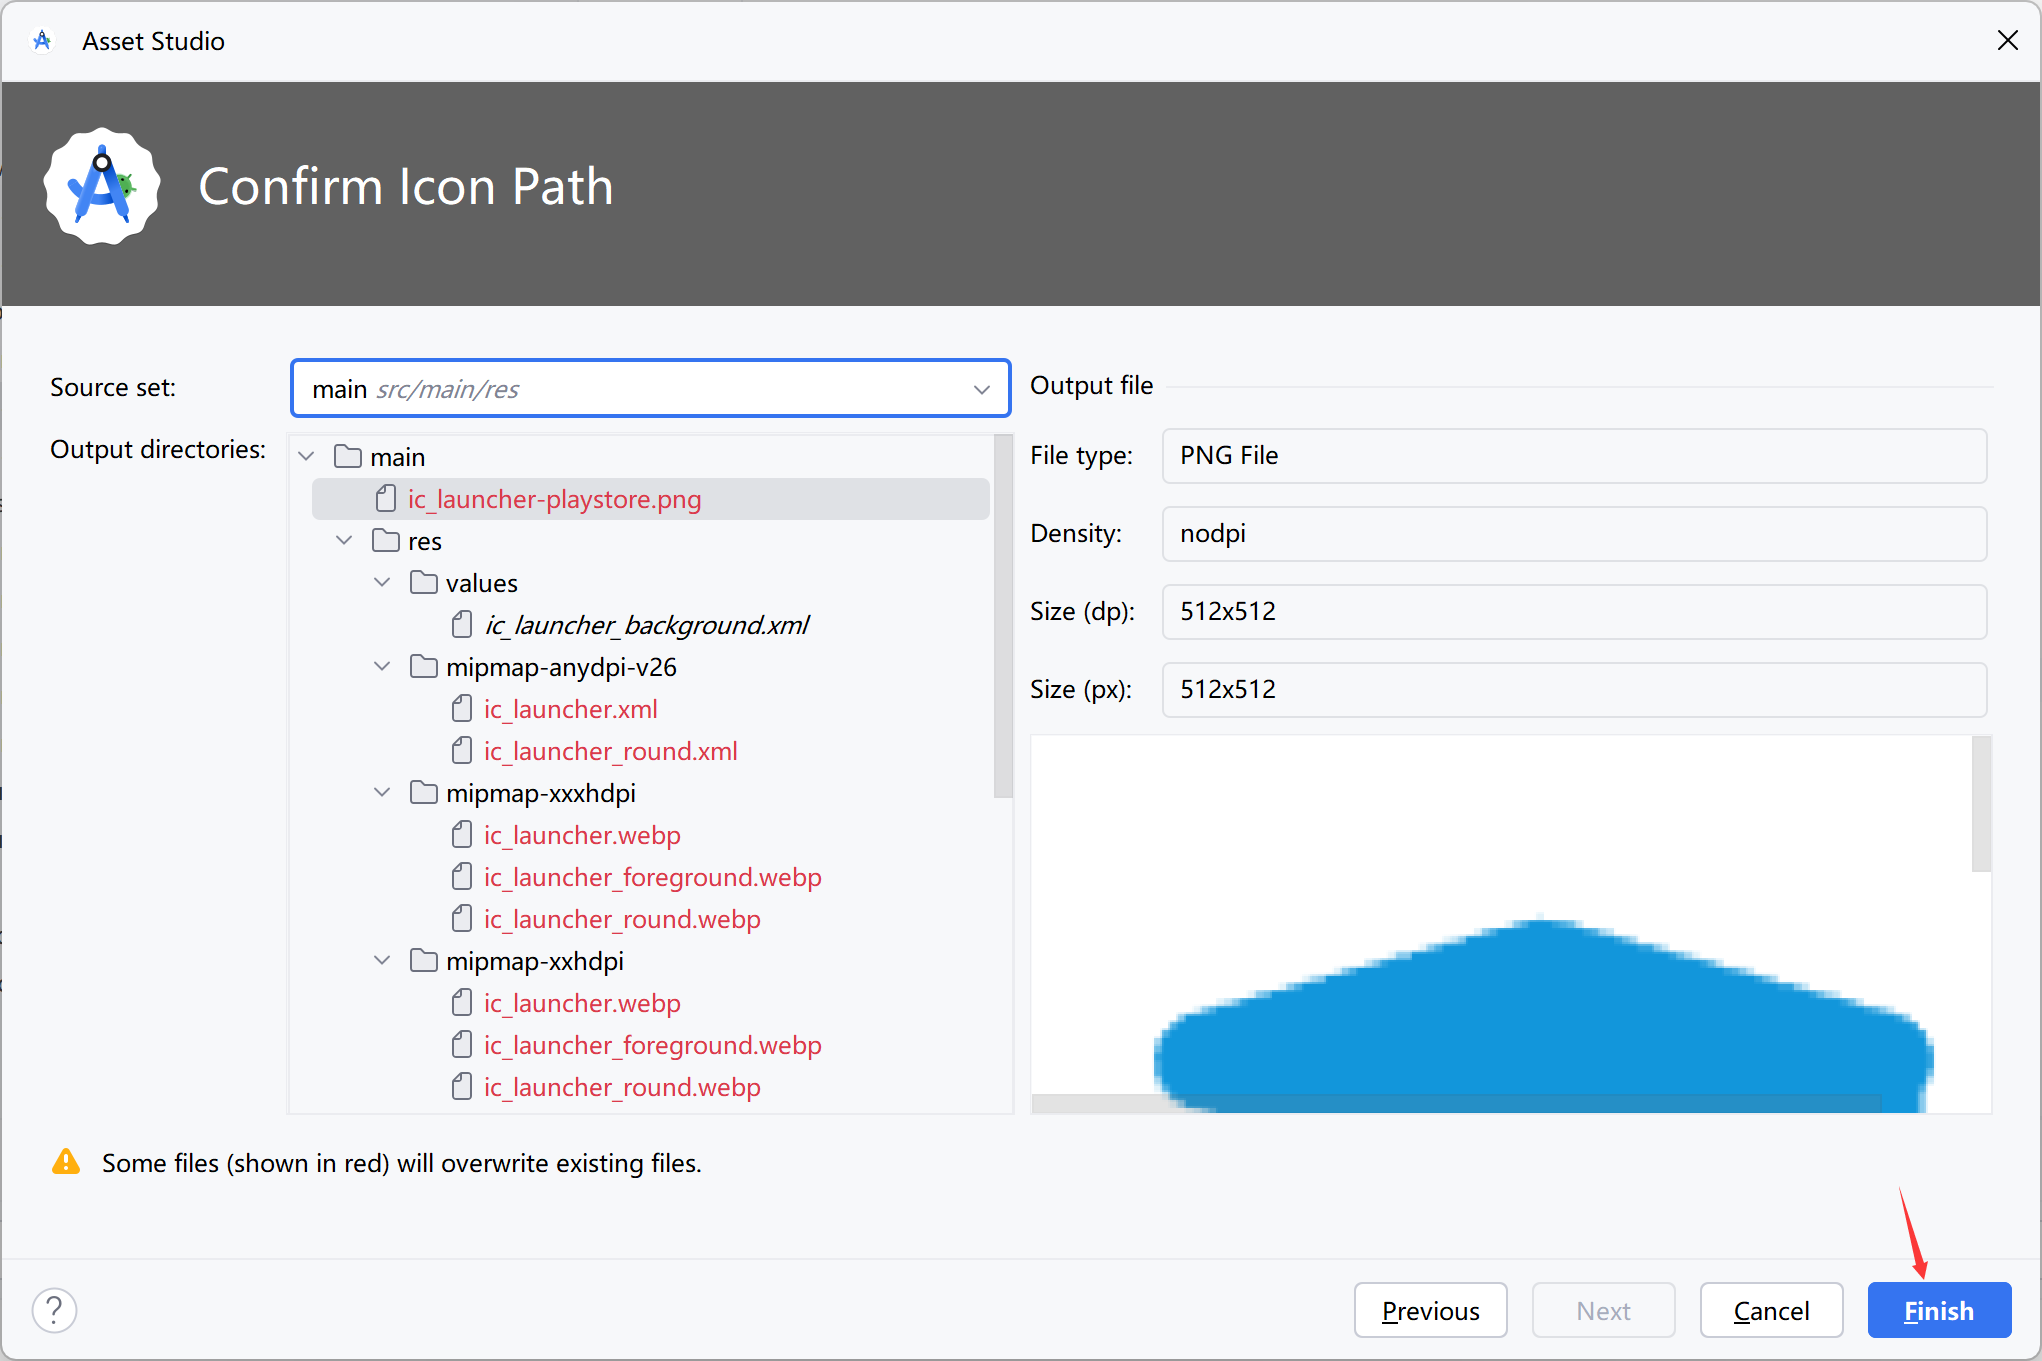 Asset Studio
Confirm Icon Path
Source set:
main src/main/res
Output directories:
main
ic_launcher-playstore.png
res
values
ic_launcher_background.xml
mipmap-anydpi-v26
ic_launcher.xml
ic_launcher_round.xml
mipmap-xxxhdpi
ic_launcher.webp
ic_launcher_foreground.webp
ic_launcher_round.webp
mipmap-xxhdpi
ic_launcher.webp
ic_launcher_foreground.webp
ic_launcher_round.webp
Output file
File type:
PNG File
Density:
nodpi
Size (dp):
512x512
Size (px):
512x512
Some files (shown in red) will overwrite existing files.
?
Previous
Next
Cancel
Finish